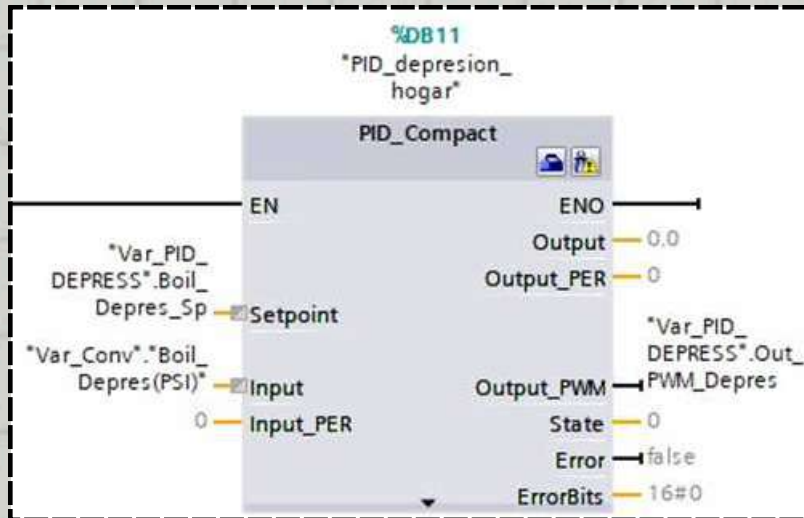 %DB11
"PID_depresion_
hogar"
PID_Compact
EN
ENO
Output
0.0
Output_PER
0
"Var_PID_
DEPRESS".Boil_
Depres_Sp
Setpoint
"Var_PID_
DEPRESS".Out_
PWM_Depres
"Var_Conv"."Boil_
Depres(PSI)"
Input
Output_PWM
0
Input_PER
State
0
Error
false
ErrorBits
16#0